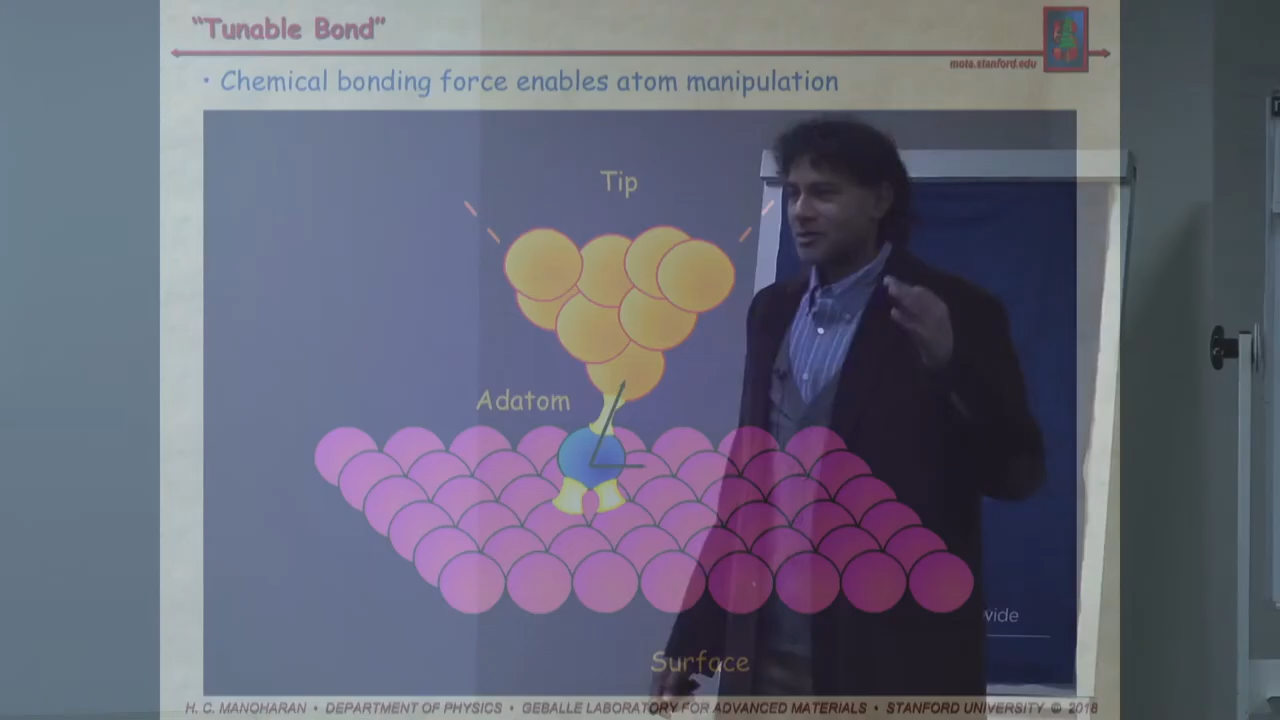 "Tunable Bond"
mota.stanford.edu
• Chemical bonding force enables atom manipulation
Tip
Adatom
Surface
H. C. MANOHARAN • DEPARTMENT OF PHYSICS • GEBALLE LABORATORY FOR ADVANCED MATERIALS • STANFORD UNIVERSITY © 2018